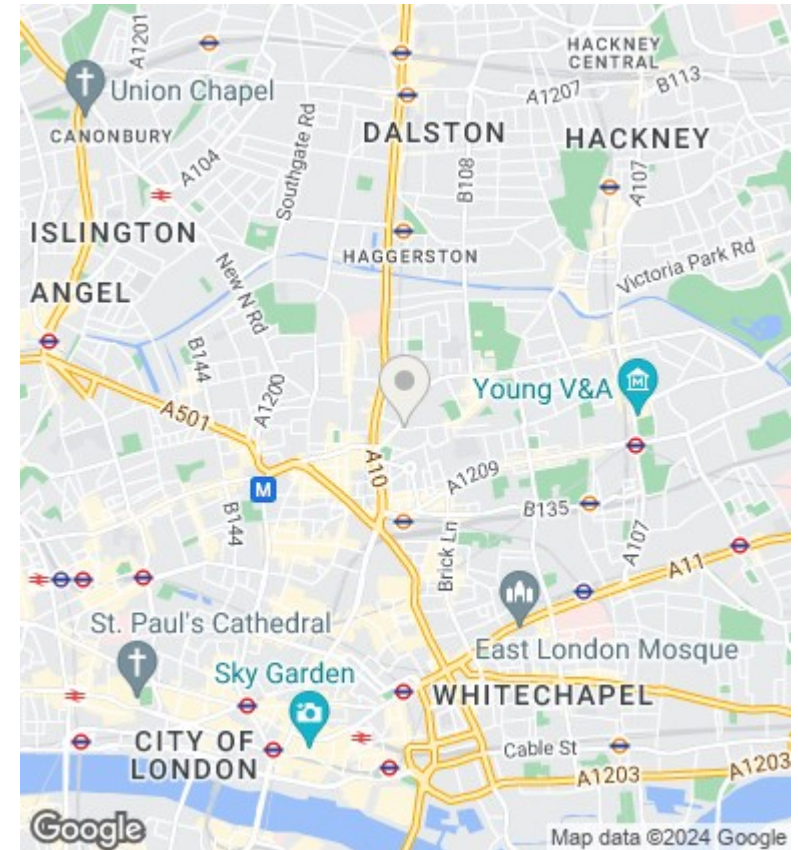 A1201
HACKNEY
CENTRAL
B113
Union Chapel
A1207
CANONBURY
DALSTON
HACKNEY
A104
Southgate Rd
B108
A107
ISLINGTON
HAGGERSTON
New N Rd
Victoria Park Rd
ANGEL
B144
A1200
Young V&A
M
A501
A10
A1209
M
B144
B135
Brick Ln
A107
A11
St. Paul's Cathedral
East London Mosque
Sky Garden
WHITECHAPEL
CITY OF
LONDON
Cable St
A1203
A1203
Google
Map data ©2024 Google